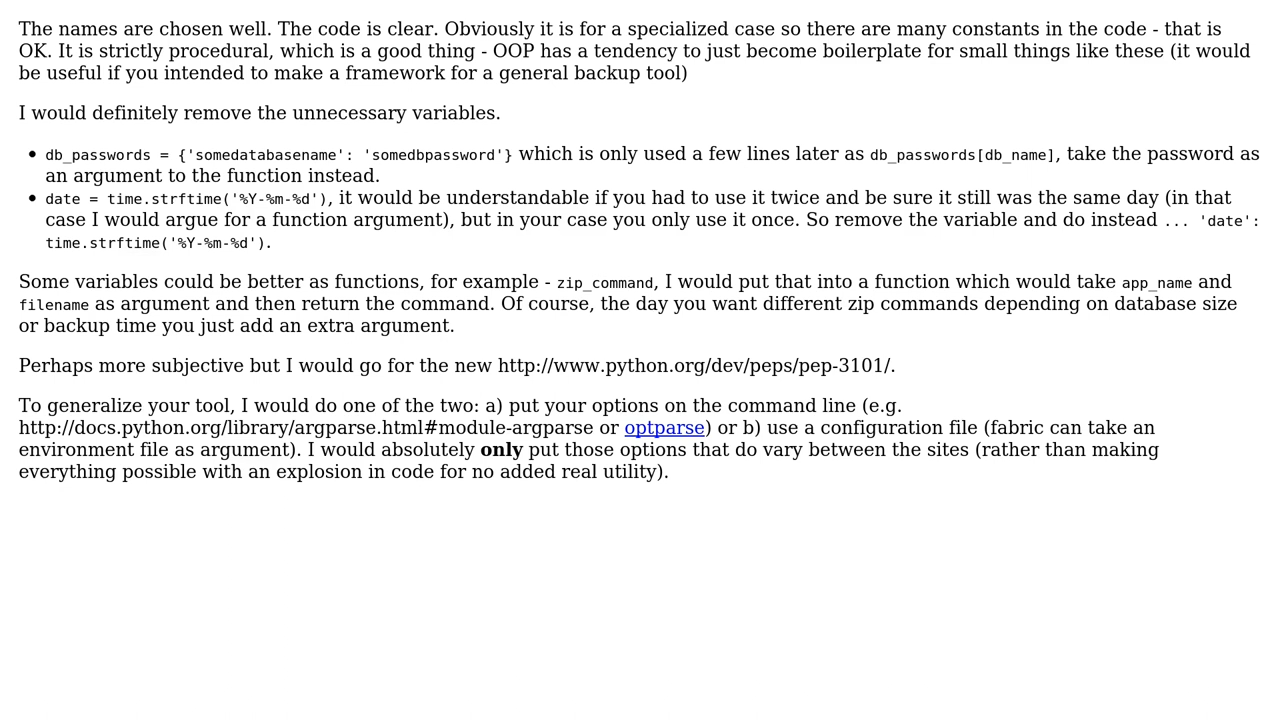 The names are chosen well. The code is clear. Obviously it is for a specialized case so there are many constants in the code - that is
OK. It is strictly procedural, which is a good thing - OOP has a tendency to just become boilerplate for small things like these (it would
be useful if you intended to make a framework for a general backup tool)
I would definitely remove the unnecessary variables.
• db_passwords = {'somedatabasename': 'somedbpassword'} which is only used a few lines later as db_passwords[db_name], take the password as
an argument to the function instead.
• date = time.strftime('%Y-%m-%d'), it would be understandable if you had to use it twice and be sure it still was the same day (in that
case I would argue for a function argument), but in your case you only use it once. So remove the variable and do instead ... 'date':
time.strftime('%Y-%m-%d').
Some variables could be better as functions, for example - zip_command, I would put that into a function which would take app_name and
filename as argument and then return the command. Of course, the day you want different zip commands depending on database size
or backup time you just add an extra argument.
Perhaps more subjective but I would go for the new http://www.python.org/dev/peps/pep-3101/.
To generalize your tool, I would do one of the two: a) put your options on the command line (e.g.
http://docs.python.org/library/argparse.html#module-argparse or optparse) or b) use a configuration file (fabric can take an
environment file as argument). I would absolutely only put those options that do vary between the sites (rather than making
everything possible with an explosion in code for no added real utility).